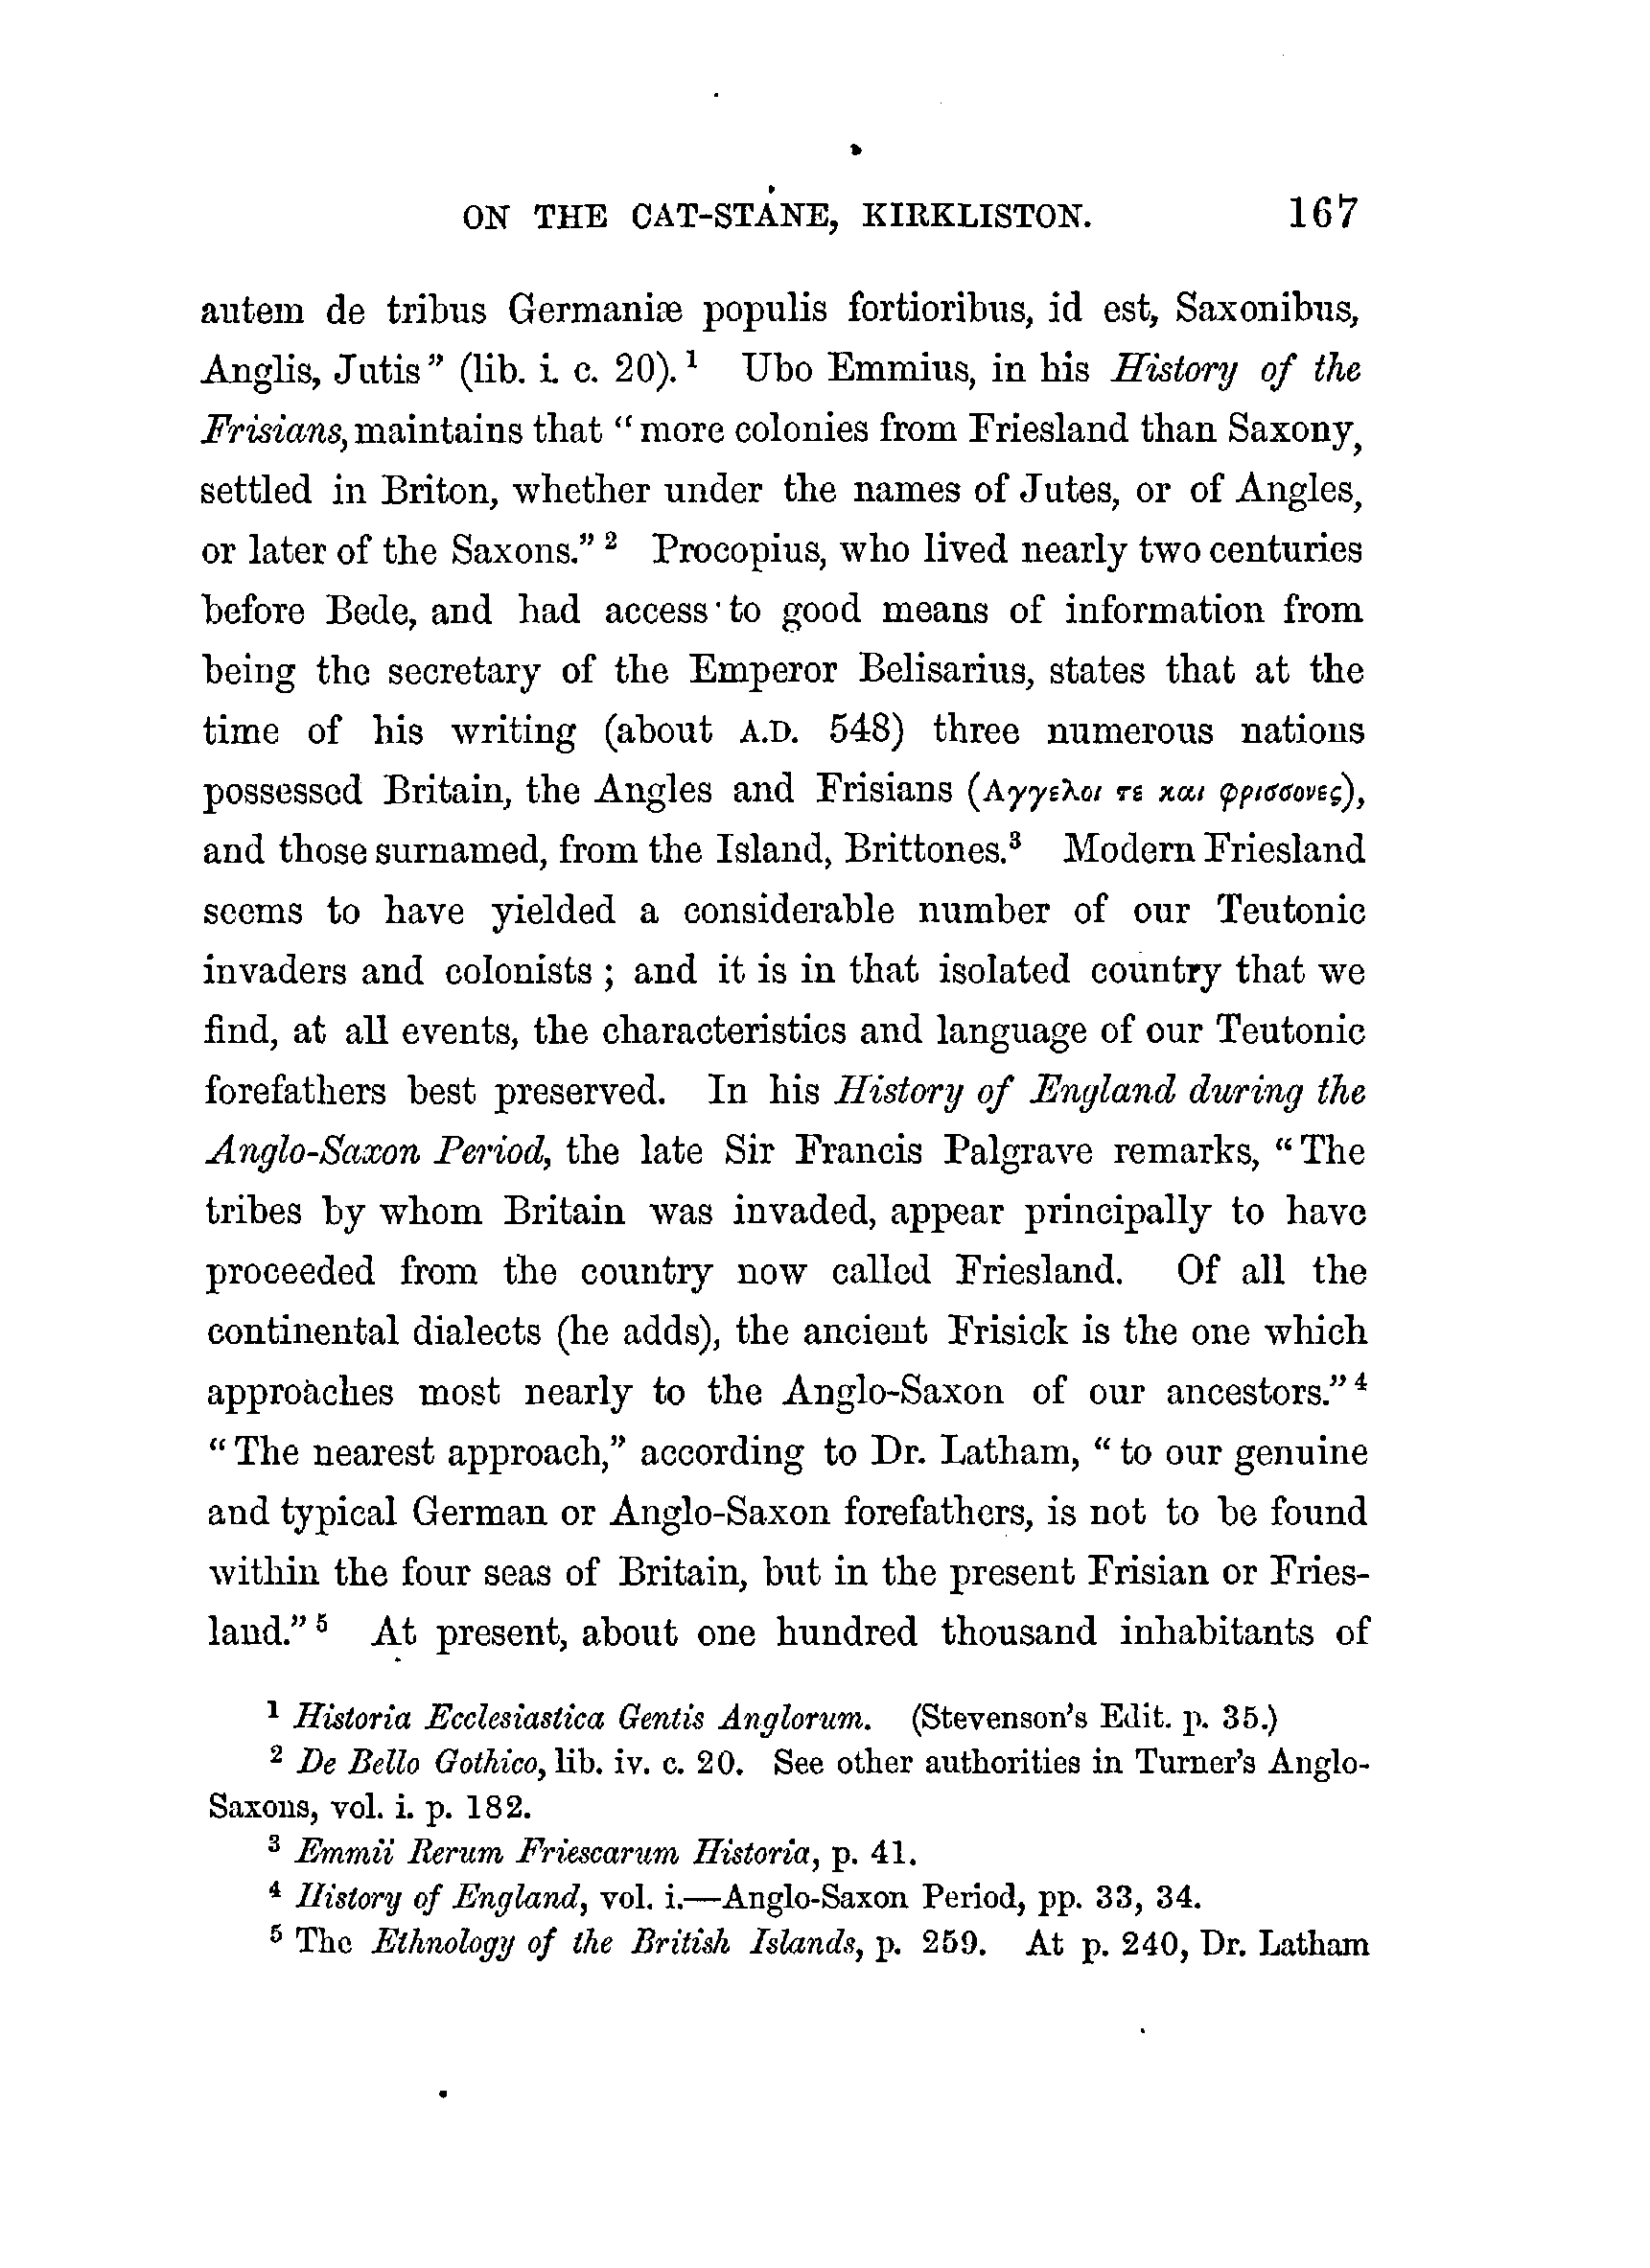 ON THE CAT-STANE, KIRKLISTON. 167
autem de tribus Germaniæ populis fortioribus, id est, Saxonibus,
Anglis, Jutis” (lib. i. c. 20).¹ Ubo Emmius, in his History of the
Frisians, maintains that “more colonies from Friesland than Saxony,
settled in Briton, whether under the names of Jutes, or of Angles,
or later of the Saxons.” ² Procopius, who lived nearly two centuries
before Bede, and had access to good means of information from
being the secretary of the Emperor Belisarius, states that at the
time of his writing (about A.D. 548) three numerous nations
possessed Britain, the Angles and Frisians (Αγγελοι τε και φρισσονες),
and those surnamed, from the Island, Brittones.³ Modern Friesland
seems to have yielded a considerable number of our Teutonic
invaders and colonists ; and it is in that isolated country that we
find, at all events, the characteristics and language of our Teutonic
forefathers best preserved. In his History of England during the
Anglo-Saxon Period, the late Sir Francis Palgrave remarks, “The
tribes by whom Britain was invaded, appear principally to have
proceeded from the country now called Friesland. Of all the
continental dialects (he adds), the ancient Frisick is the one which
approaches most nearly to the Anglo-Saxon of our ancestors.” ⁴
“The nearest approach,” according to Dr. Latham, “to our genuine
and typical German or Anglo-Saxon forefathers, is not to be found
within the four seas of Britain, but in the present Frisian or Fries-
land.” ⁵ At present, about one hundred thousand inhabitants of
¹ Historia Ecclesiastica Gentis Anglorum. (Stevenson’s Edit. p. 35.)
² De Bello Gothico, lib. iv. c. 20. See other authorities in Turner’s Anglo-
Saxons, vol. i. p. 182.
³ Emmii Rerum Friescarum Historia, p. 41.
⁴ History of England, vol. i.—Anglo-Saxon Period, pp. 33, 34.
⁵ The Ethnology of the British Islands, p. 259. At p. 240, Dr. Latham